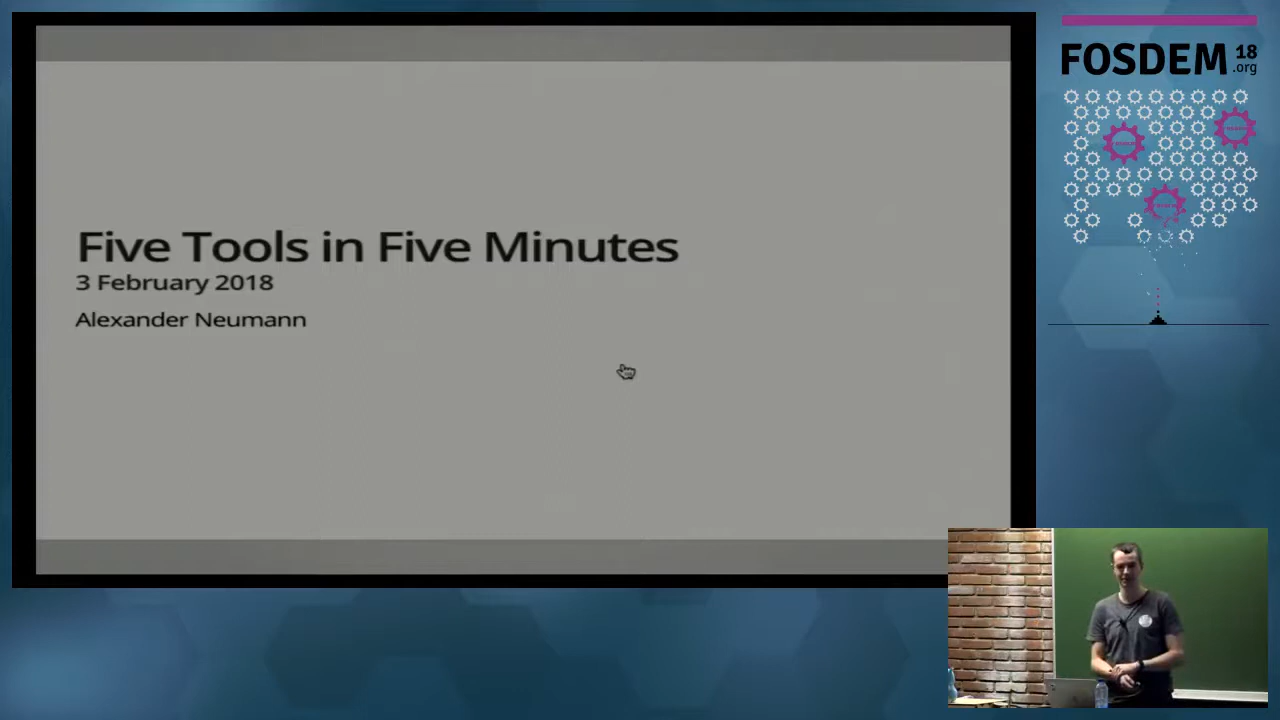 Five Tools in Five Minutes
3 February 2018
Alexander Neumann
FOSDEM 18
.org